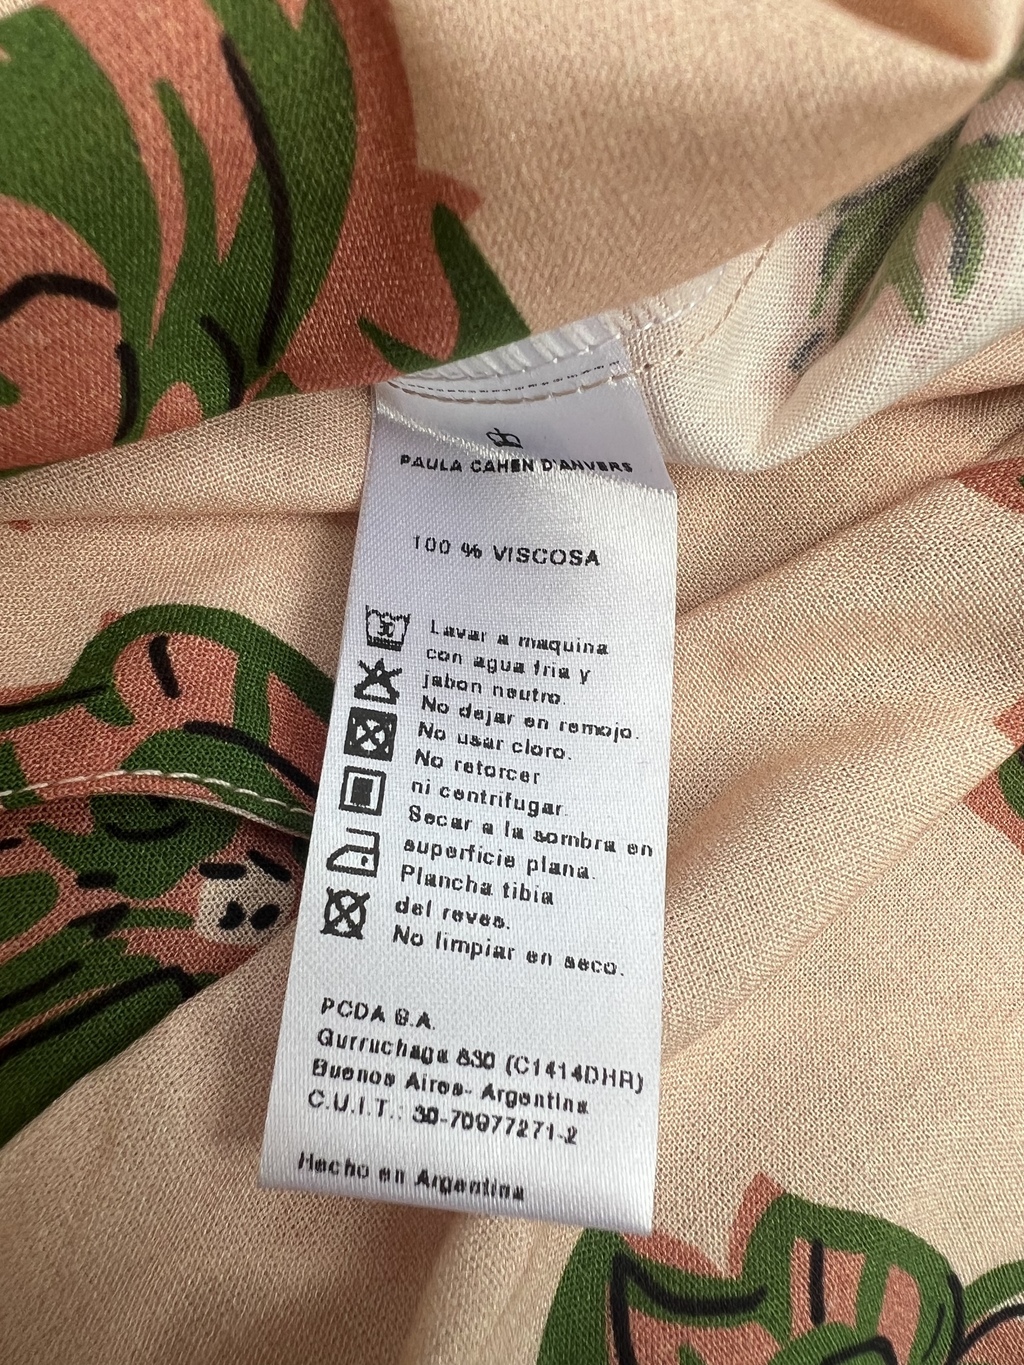 PAULA CAHEN D'ANVERS
100 % VISCOSA
30
Lavar a maquina
con agua fria y
jabon neutro.
No dejar en remojo.
No usar cloro.
No retorcer
ni centrifugar.
Secar a la sombra en
superficie plana.
Plancha tibia
del reves.
No limpiar en seco.
PCDA S.A.
Gurruchaga 830 (C1414DHR)
Buenos Aires- Argentina
C.U.I.T.: 30-70977271-2
Hecho en Argentina